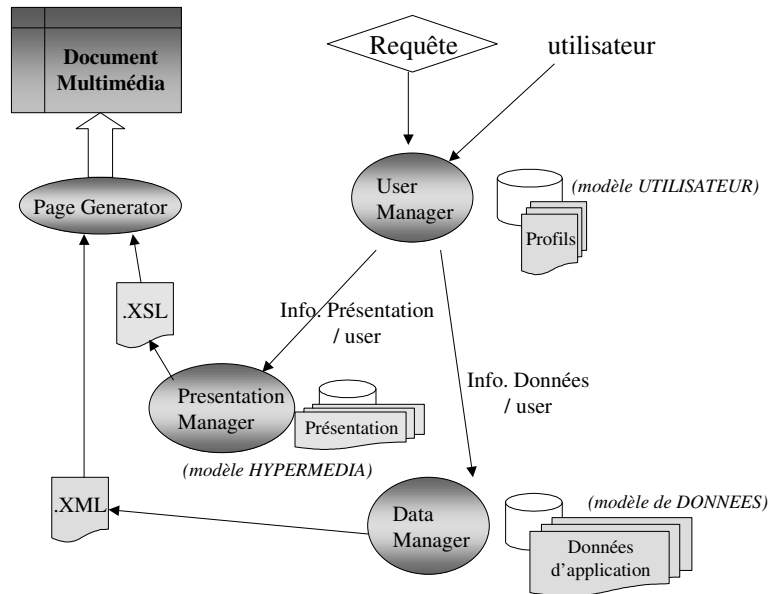 Document
Multimédia
Requête
utilisateur
User
Manager
(modèle UTILISATEUR)
Profils
Page Generator
.XSL
Info. Présentation
/ user
Presentation
Manager
Présentation
(modèle HYPERMEDIA)
Info. Données
/ user
.XML
Data
Manager
(modèle de DONNEES)
Données
d'application